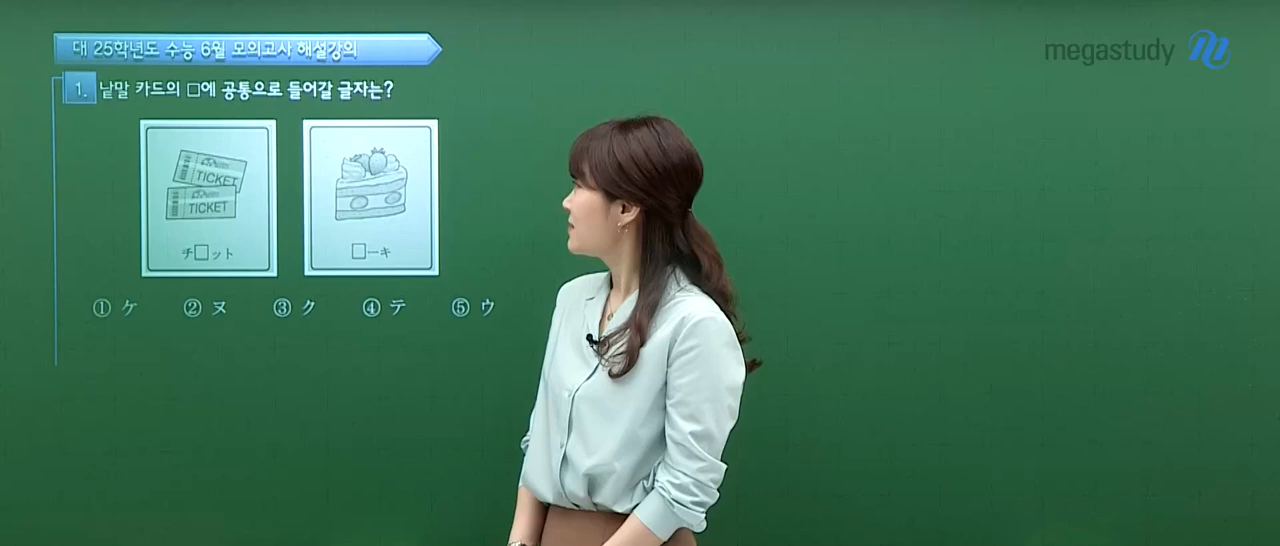 대 25학년도 수능 6월 모의고사 해설강의
megastudy
1. 낱말 카드의 □에 공통으로 들어갈 글자는?
TICKET
TICKET
チ□ット
□ーキ
① ケ ② ヌ ③ ク ④ テ ⑤ ウ